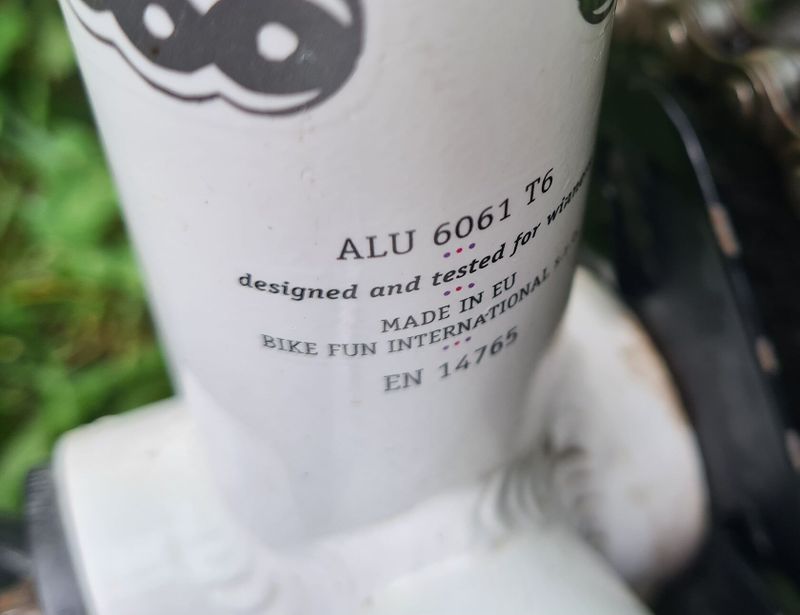 ALU 6061 T6
designed and tested for
MADE IN EU
BIKE FUN INTERNATIONAL
EN 14765